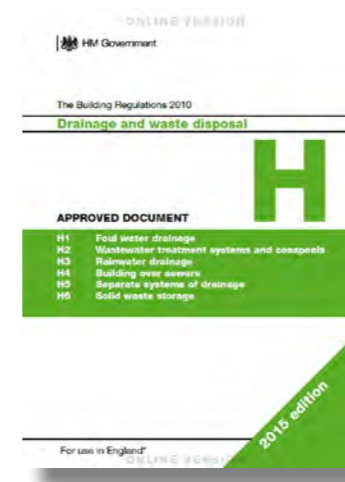 ONLINE VERSION
HM Government
The Building Regulations 2010
Drainage and waste disposal
H
APPROVED DOCUMENT
H1 Foul water drainage
H2 Wastewater treatment systems and cesspools
H3 Rainwater drainage
H4 Building over sewers
H5 Separate systems of drainage
H6 Solid waste storage
2015 edition
For use in England*
ONLINE VERSION